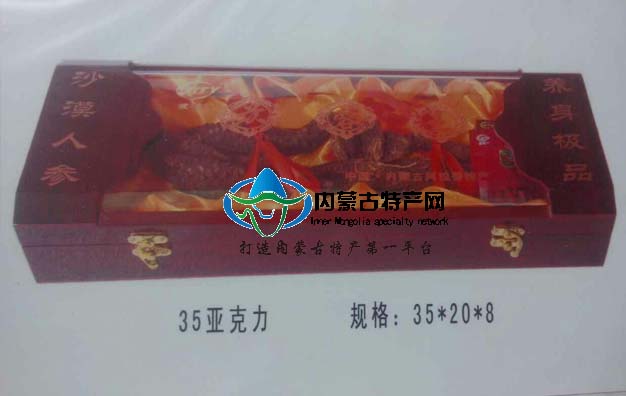 沙漠人参
养身极品
内蒙古特产网
Inner Mongolia specialty network
打造内蒙古特产第一平台
35亚克力
规格：35*20*8